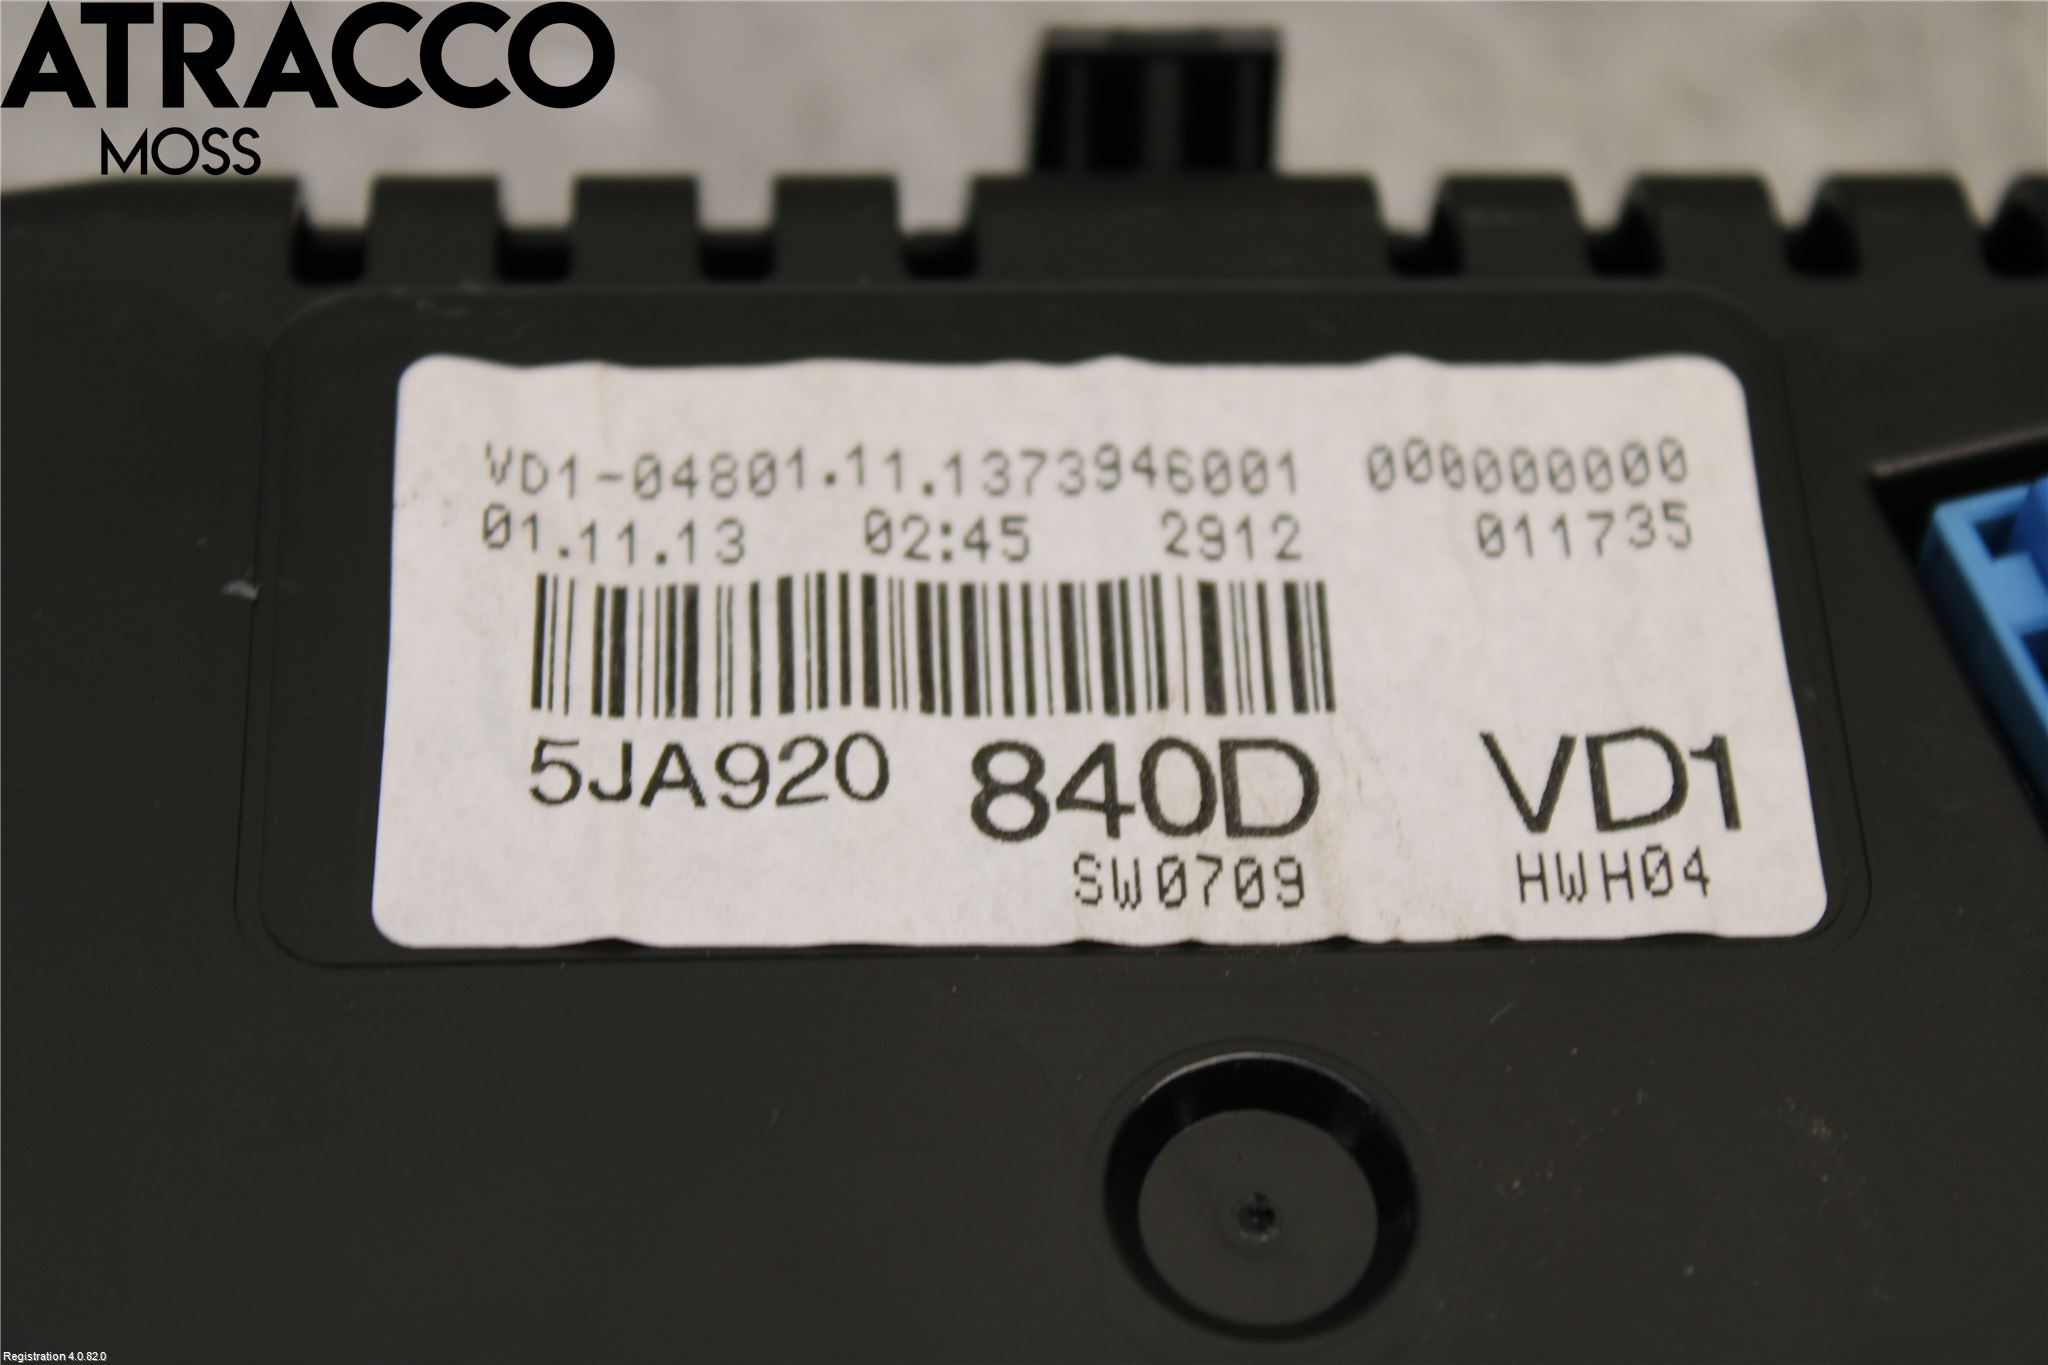 ATRACCO
MOSS
VD1-04801.11.1373946001 000000000
01.11.13 02:45 2912 011735
5JA920 840D VD1
SW0709 HWH04
Registration 4.0.82.0